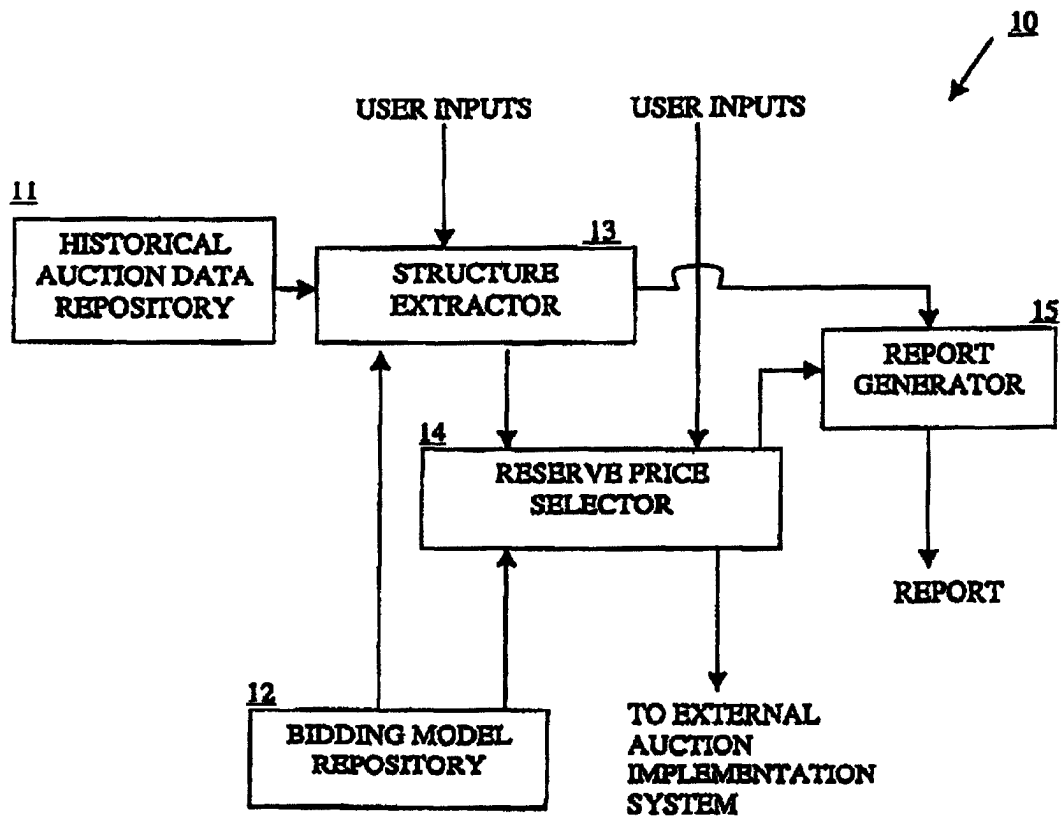 10
USER INPUTS
USER INPUTS
11
HISTORICAL
AUCTION DATA
REPOSITORY
13
STRUCTURE
EXTRACTOR
15
REPORT
GENERATOR
14
RESERVE PRICE
SELECTOR
REPORT
12
BIDDING MODEL
REPOSITORY
TO EXTERNAL
AUCTION
IMPLEMENTATION
SYSTEM